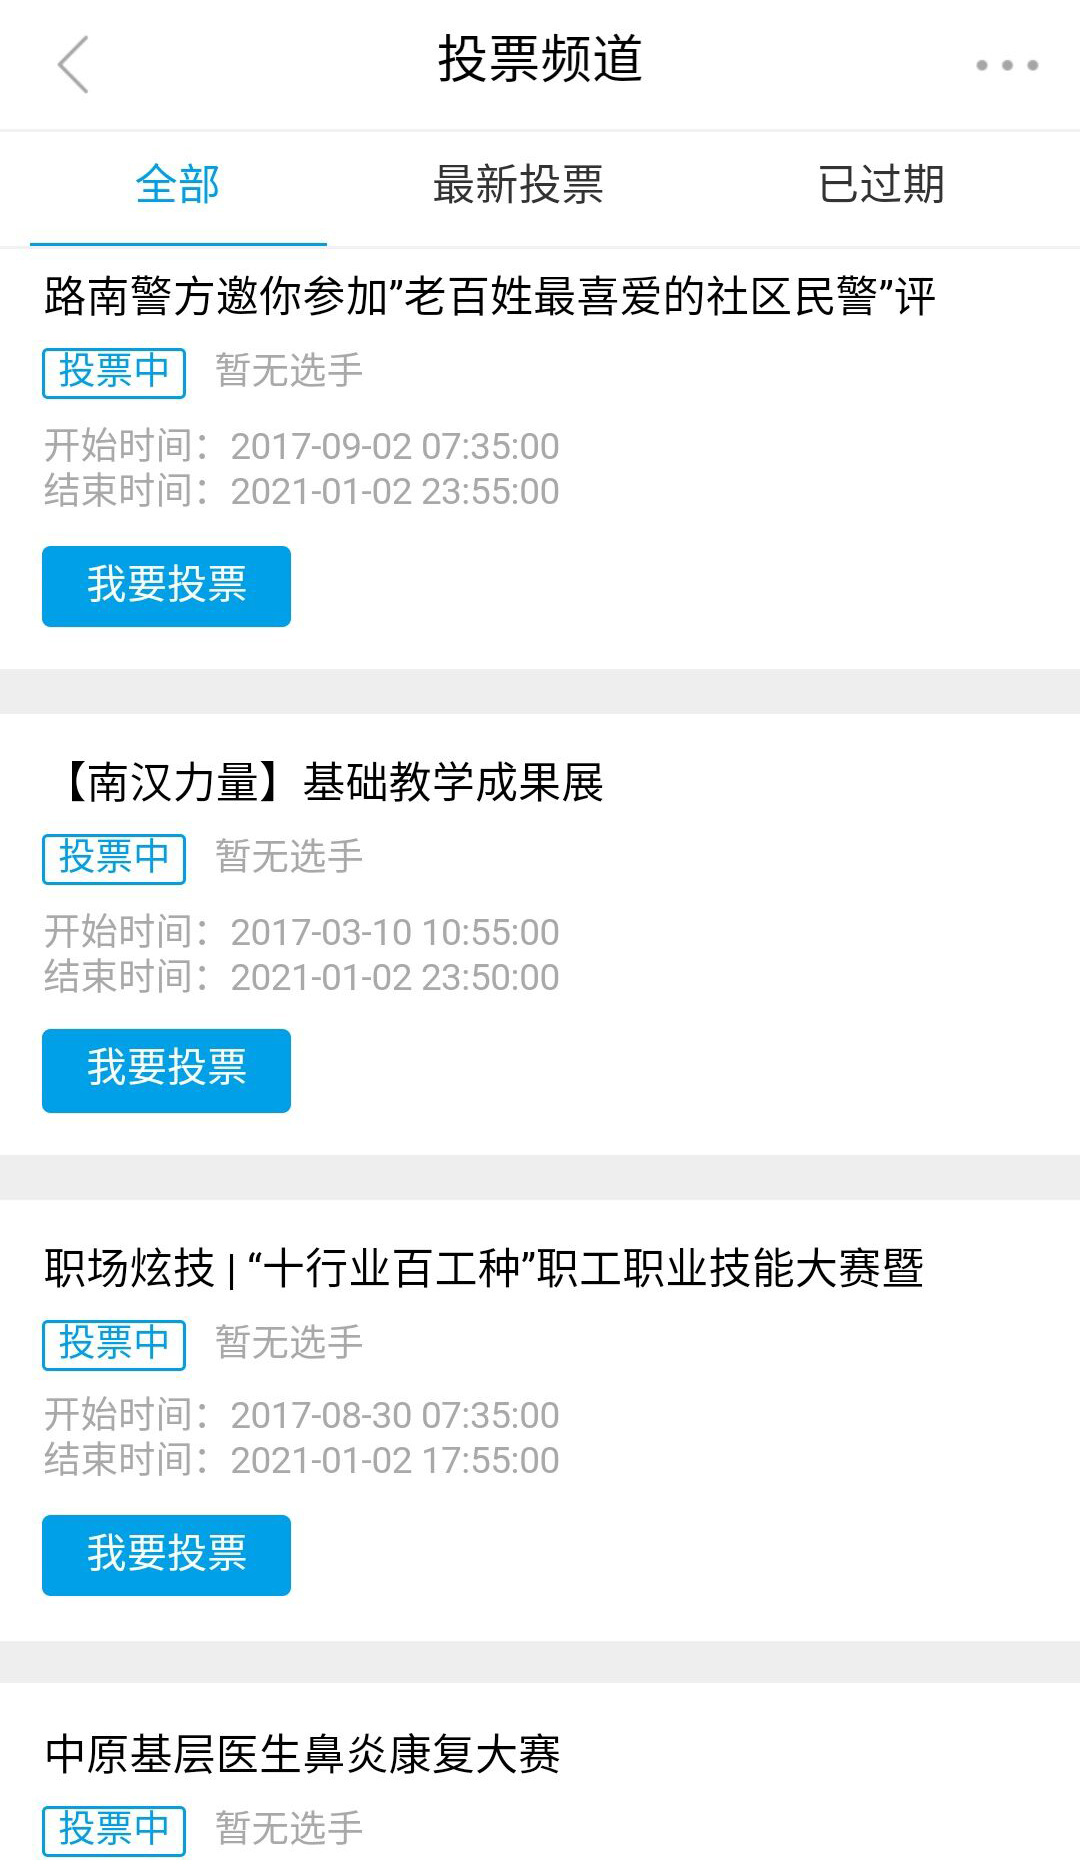 投票频道
全部 最新投票 已过期
路南警方邀你参加”老百姓最喜爱的社区民警”评
投票中 暂无选手
开始时间：2017-09-02 07:35:00
结束时间：2021-01-02 23:55:00
我要投票
【南汉力量】基础教学成果展
投票中 暂无选手
开始时间：2017-03-10 10:55:00
结束时间：2021-01-02 23:50:00
我要投票
职场炫技 | “十行业百工种”职工职业技能大赛暨
投票中 暂无选手
开始时间：2017-08-30 07:35:00
结束时间：2021-01-02 17:55:00
我要投票
中原基层医生鼻炎康复大赛
投票中 暂无选手